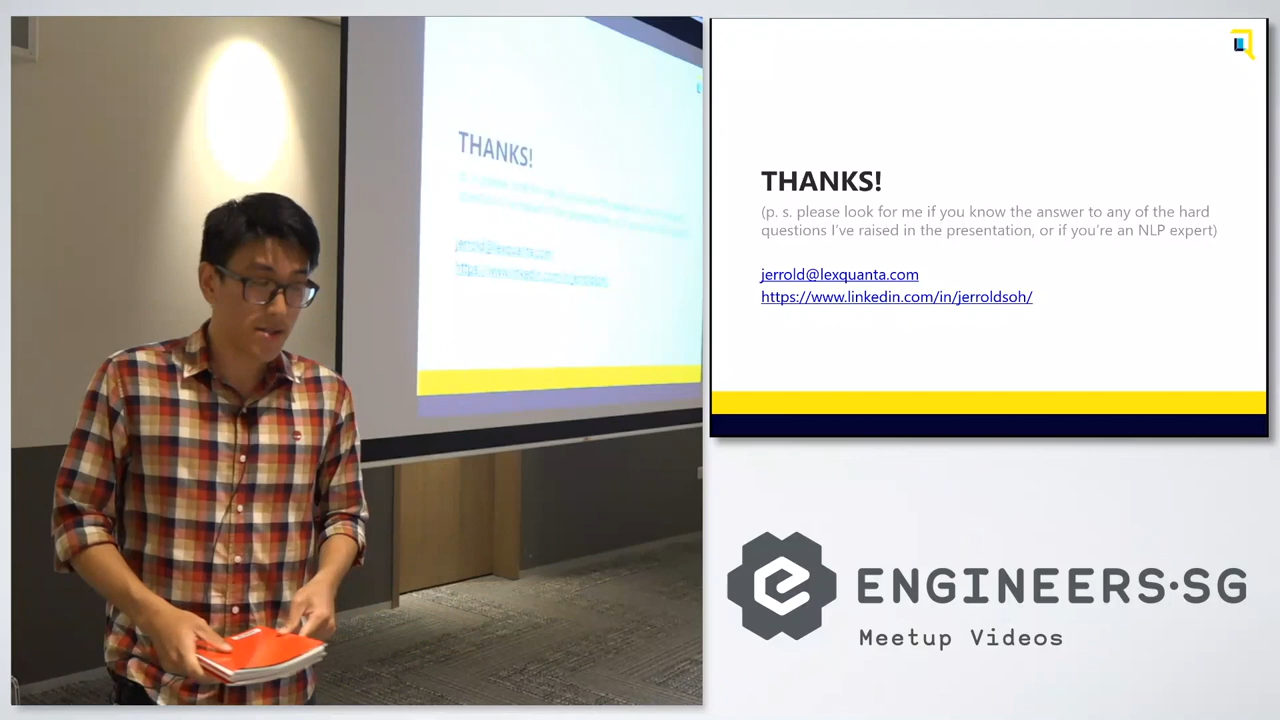 THANKS!
THANKS!
(p. s. please look for me if you know the answer to any of the hard
questions I've raised in the presentation, or if you're an NLP expert)
jerrold@lexquanta.com
https://www.linkedin.com/in/jerroldsoh/
ENGINEERS·SG
Meetup Videos